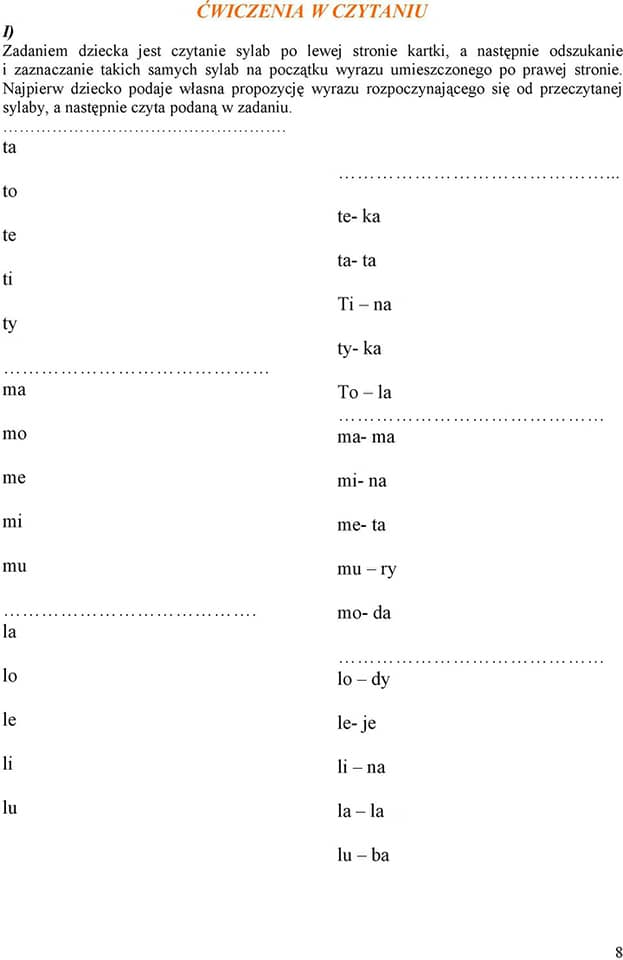 ĆWICZENIA W CZYTANIU
I)
Zadaniem dziecka jest czytanie sylab po lewej stronie kartki, a następnie odszukanie
i zaznaczanie takich samych sylab na początku wyrazu umieszczonego po prawej stronie.
Najpierw dziecko podaje własna propozycję wyrazu rozpoczynającego się od przeczytanej
sylaby, a następnie czyta podaną w zadaniu.
…………………………………………….
ta
to
te
ti
ty
……………………………………
ma
mo
me
mi
mu
………………………………….
la
lo
le
li
lu
……………………………………...
te- ka
ta- ta
Ti – na
ty- ka
To – la
……………………………………
ma- ma
mi- na
me- ta
mu – ry
mo- da
……………………………………
lo – dy
le- je
li – na
la – la
lu – ba
8